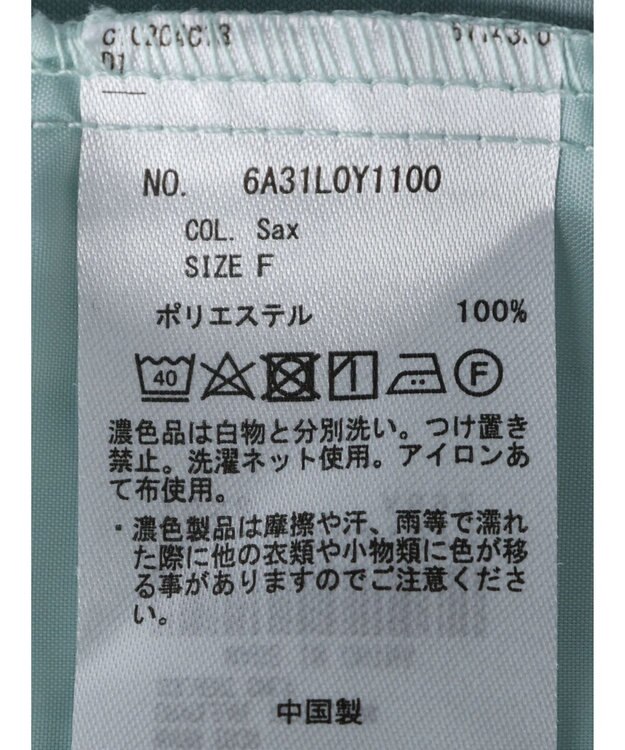 NO. 6A31L0Y1100
COL. Sax
SIZE F
ポリエステル 100%
40
F
濃色品は白物と分別洗い。つけ置き
禁止。洗濯ネット使用。アイロンあ
て布使用。
・濃色製品は摩擦や汗、雨等で濡れ
た際に他の衣類や小物類に色が移
る事がありますのでご注意くださ
い。
中国製